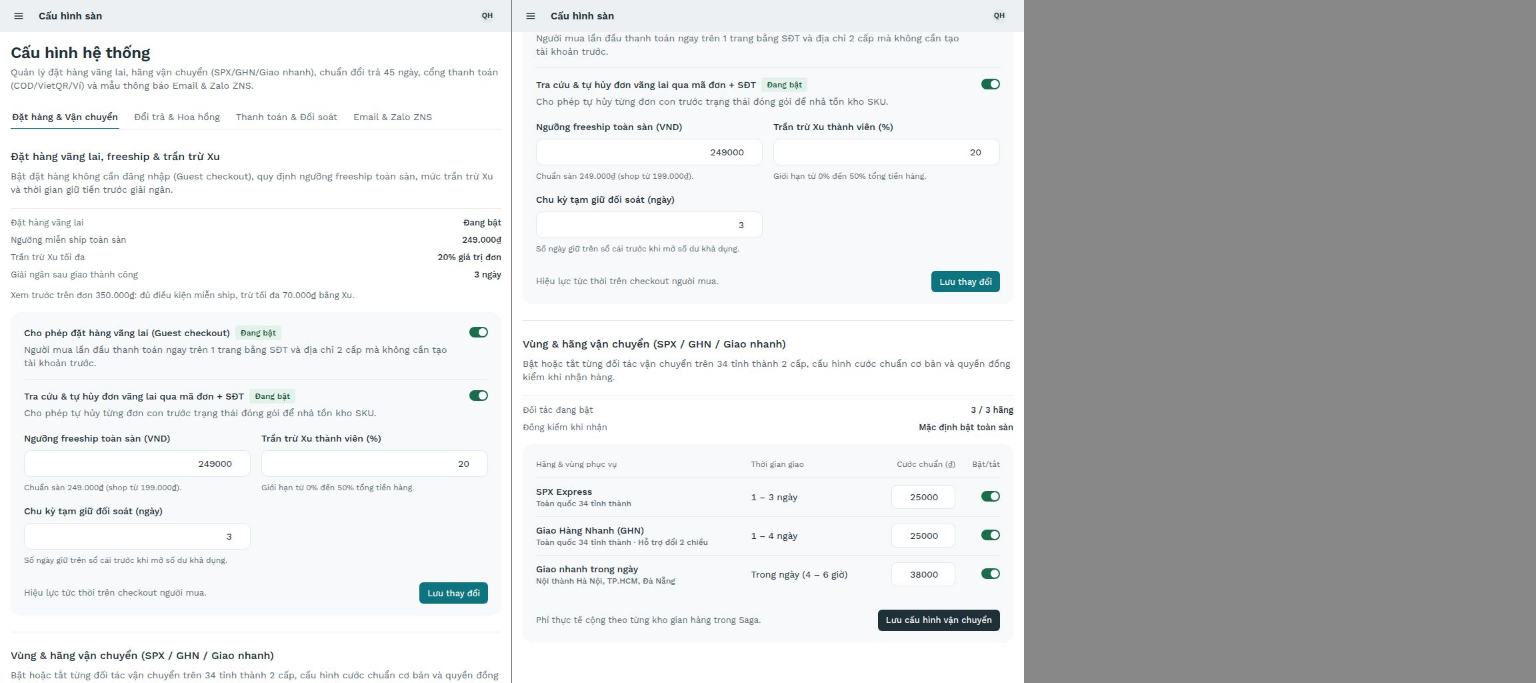 Cấu hình sàn
QH
Cấu hình hệ thống
Quản lý đặt hàng vãng lai, hãng vận chuyển (SPX/GHN/Giao nhanh), chuẩn đổi trả 45 ngày, cổng thanh toán
(COD/VietQR/Ví) và mẫu thông báo Email & Zalo ZNS.
Đặt hàng & Vận chuyển
Đổi trả & Hoa hồng
Thanh toán & Đối soát
Email & Zalo ZNS
Đặt hàng vãng lai, freeship & trần trừ Xu
Bật đặt hàng không cần đăng nhập (Guest checkout), quy định ngưỡng freeship toàn sàn, mức trần trừ Xu
và thời gian giữ tiền trước giải ngân.
Đặt hàng vãng lai
Đang bật
Ngưỡng miễn ship toàn sàn
249.000₫
Trần trừ Xu tối đa
20% giá trị đơn
Giải ngân sau giao thành công
3 ngày
Xem trước trên đơn 350.000₫: đủ điều kiện miễn ship, trừ tối đa 70.000₫ bằng Xu.
Cho phép đặt hàng vãng lai (Guest checkout)
Đang bật
Người mua lần đầu thanh toán ngay trên 1 trang bằng SĐT và địa chỉ 2 cấp mà không cần tạo
tài khoản trước.
Tra cứu & tự hủy đơn vãng lai qua mã đơn + SĐT
Đang bật
Cho phép tự hủy từng đơn con trước trạng thái đóng gói để nhả tồn kho SKU.
Ngưỡng freeship toàn sàn (VND)
Trần trừ Xu thành viên (%)
249000
20
Chuẩn sàn 249.000₫ (shop từ 199.000₫).
Giới hạn từ 0% đến 50% tổng tiền hàng.
Chu kỳ tạm giữ đối soát (ngày)
3
Số ngày giữ trên sổ cái trước khi mở số dư khả dụng.
Hiệu lực tức thời trên checkout người mua.
Lưu thay đổi
Vùng & hãng vận chuyển (SPX / GHN / Giao nhanh)
Bật hoặc tắt từng đối tác vận chuyển trên 34 tỉnh thành 2 cấp, cấu hình cước chuẩn cơ bản và quyền đồng
Cấu hình sàn
QH
Người mua lần đầu thanh toán ngay trên 1 trang bằng SĐT và địa chỉ 2 cấp mà không cần tạo
tài khoản trước.
Tra cứu & tự hủy đơn vãng lai qua mã đơn + SĐT
Đang bật
Cho phép tự hủy từng đơn con trước trạng thái đóng gói để nhả tồn kho SKU.
Ngưỡng freeship toàn sàn (VND)
Trần trừ Xu thành viên (%)
249000
20
Chuẩn sàn 249.000₫ (shop từ 199.000₫).
Giới hạn từ 0% đến 50% tổng tiền hàng.
Chu kỳ tạm giữ đối soát (ngày)
3
Số ngày giữ trên sổ cái trước khi mở số dư khả dụng.
Hiệu lực tức thời trên checkout người mua.
Lưu thay đổi
Vùng & hãng vận chuyển (SPX / GHN / Giao nhanh)
Bật hoặc tắt từng đối tác vận chuyển trên 34 tỉnh thành 2 cấp, cấu hình cước chuẩn cơ bản và quyền đồng
kiểm khi nhận hàng.
Đối tác đang bật
3 / 3 hãng
Đồng kiểm khi nhận
Mặc định bật toàn sàn
Hãng & vùng phục vụ
Thời gian giao
Cước chuẩn (₫)
Bật/tắt
SPX Express
Toàn quốc 34 tỉnh thành
1 – 3 ngày
25000
Giao Hàng Nhanh (GHN)
Toàn quốc 34 tỉnh thành · Hỗ trợ đổi 2 chiều
1 – 4 ngày
25000
Giao nhanh trong ngày
Nội thành Hà Nội, TP.HCM, Đà Nẵng
Trong ngày (4 – 6 giờ)
38000
Phí thực tế cộng theo từng kho gian hàng trong Saga.
Lưu cấu hình vận chuyển